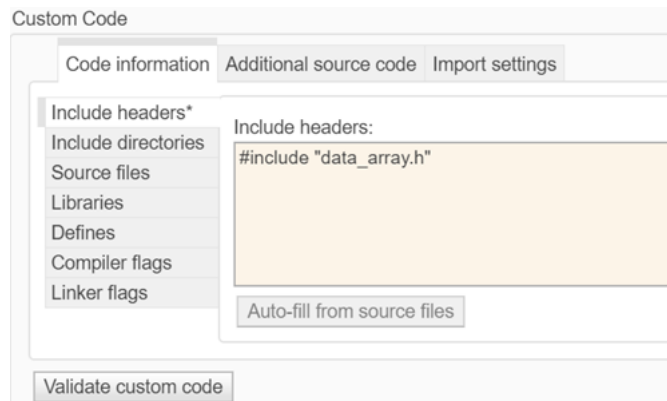 Custom Code
Code information Additional source code Import settings
Include headers*
Include directories
Source files
Libraries
Defines
Compiler flags
Linker flags
Include headers:
#include "data_array.h"
Auto-fill from source files
Validate custom code